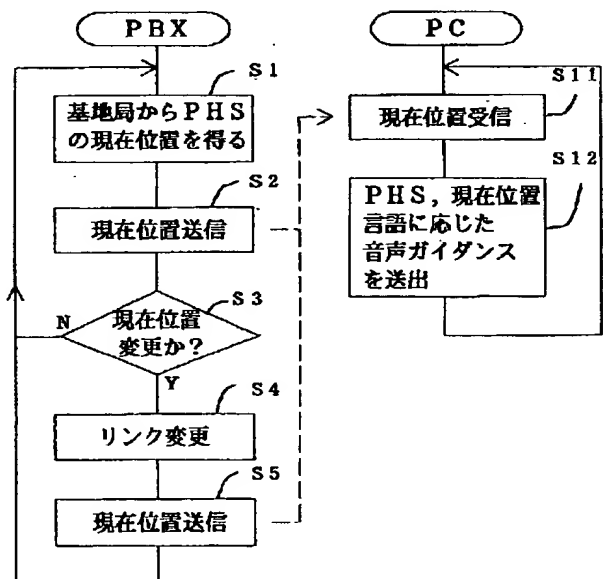 PBX
S1
基地局からPHS
の現在位置を得る
S2
現在位置送信
S3
現在位置
変更か?
N
Y
S4
リンク変更
S5
現在位置送信
PC
S11
現在位置受信
S12
PHS,現在位置
言語に応じた
音声ガイダンス
を送出